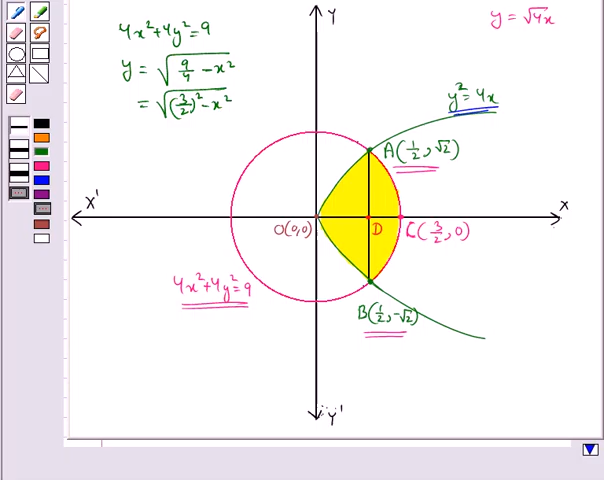 4x²+4y²=9
y = √4x
y = √(9/4 - x²)
= √((3/2)² - x²)
Y
y²=4x
A(1/2, √2)
X'
X
O(0,0)
D
C(3/2, 0)
4x²+4y²=9
B(1/2, -√2)
Y'